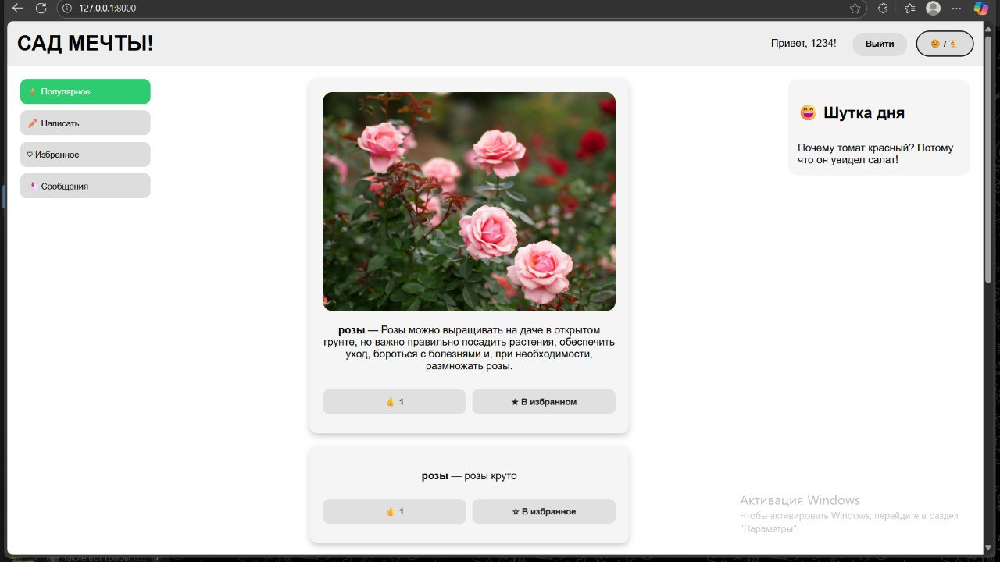 127.0.0.1:8000
САД МЕЧТЫ!
Привет, 1234!
Выйти
/
Популярное
Написать
Избранное
Сообщения
Шутка дня
Почему томат красный? Потому
что он увидел салат!
розы — Розы можно выращивать на даче в открытом
грунте, но важно правильно посадить растения, обеспечить
уход, бороться с болезнями и, при необходимости,
размножать розы.
👍 1
★ В избранном
розы — розы круто
👍 1
☆ В избранное
Активация Windows
Чтобы активировать Windows, перейдите в раздел
"Параметры".